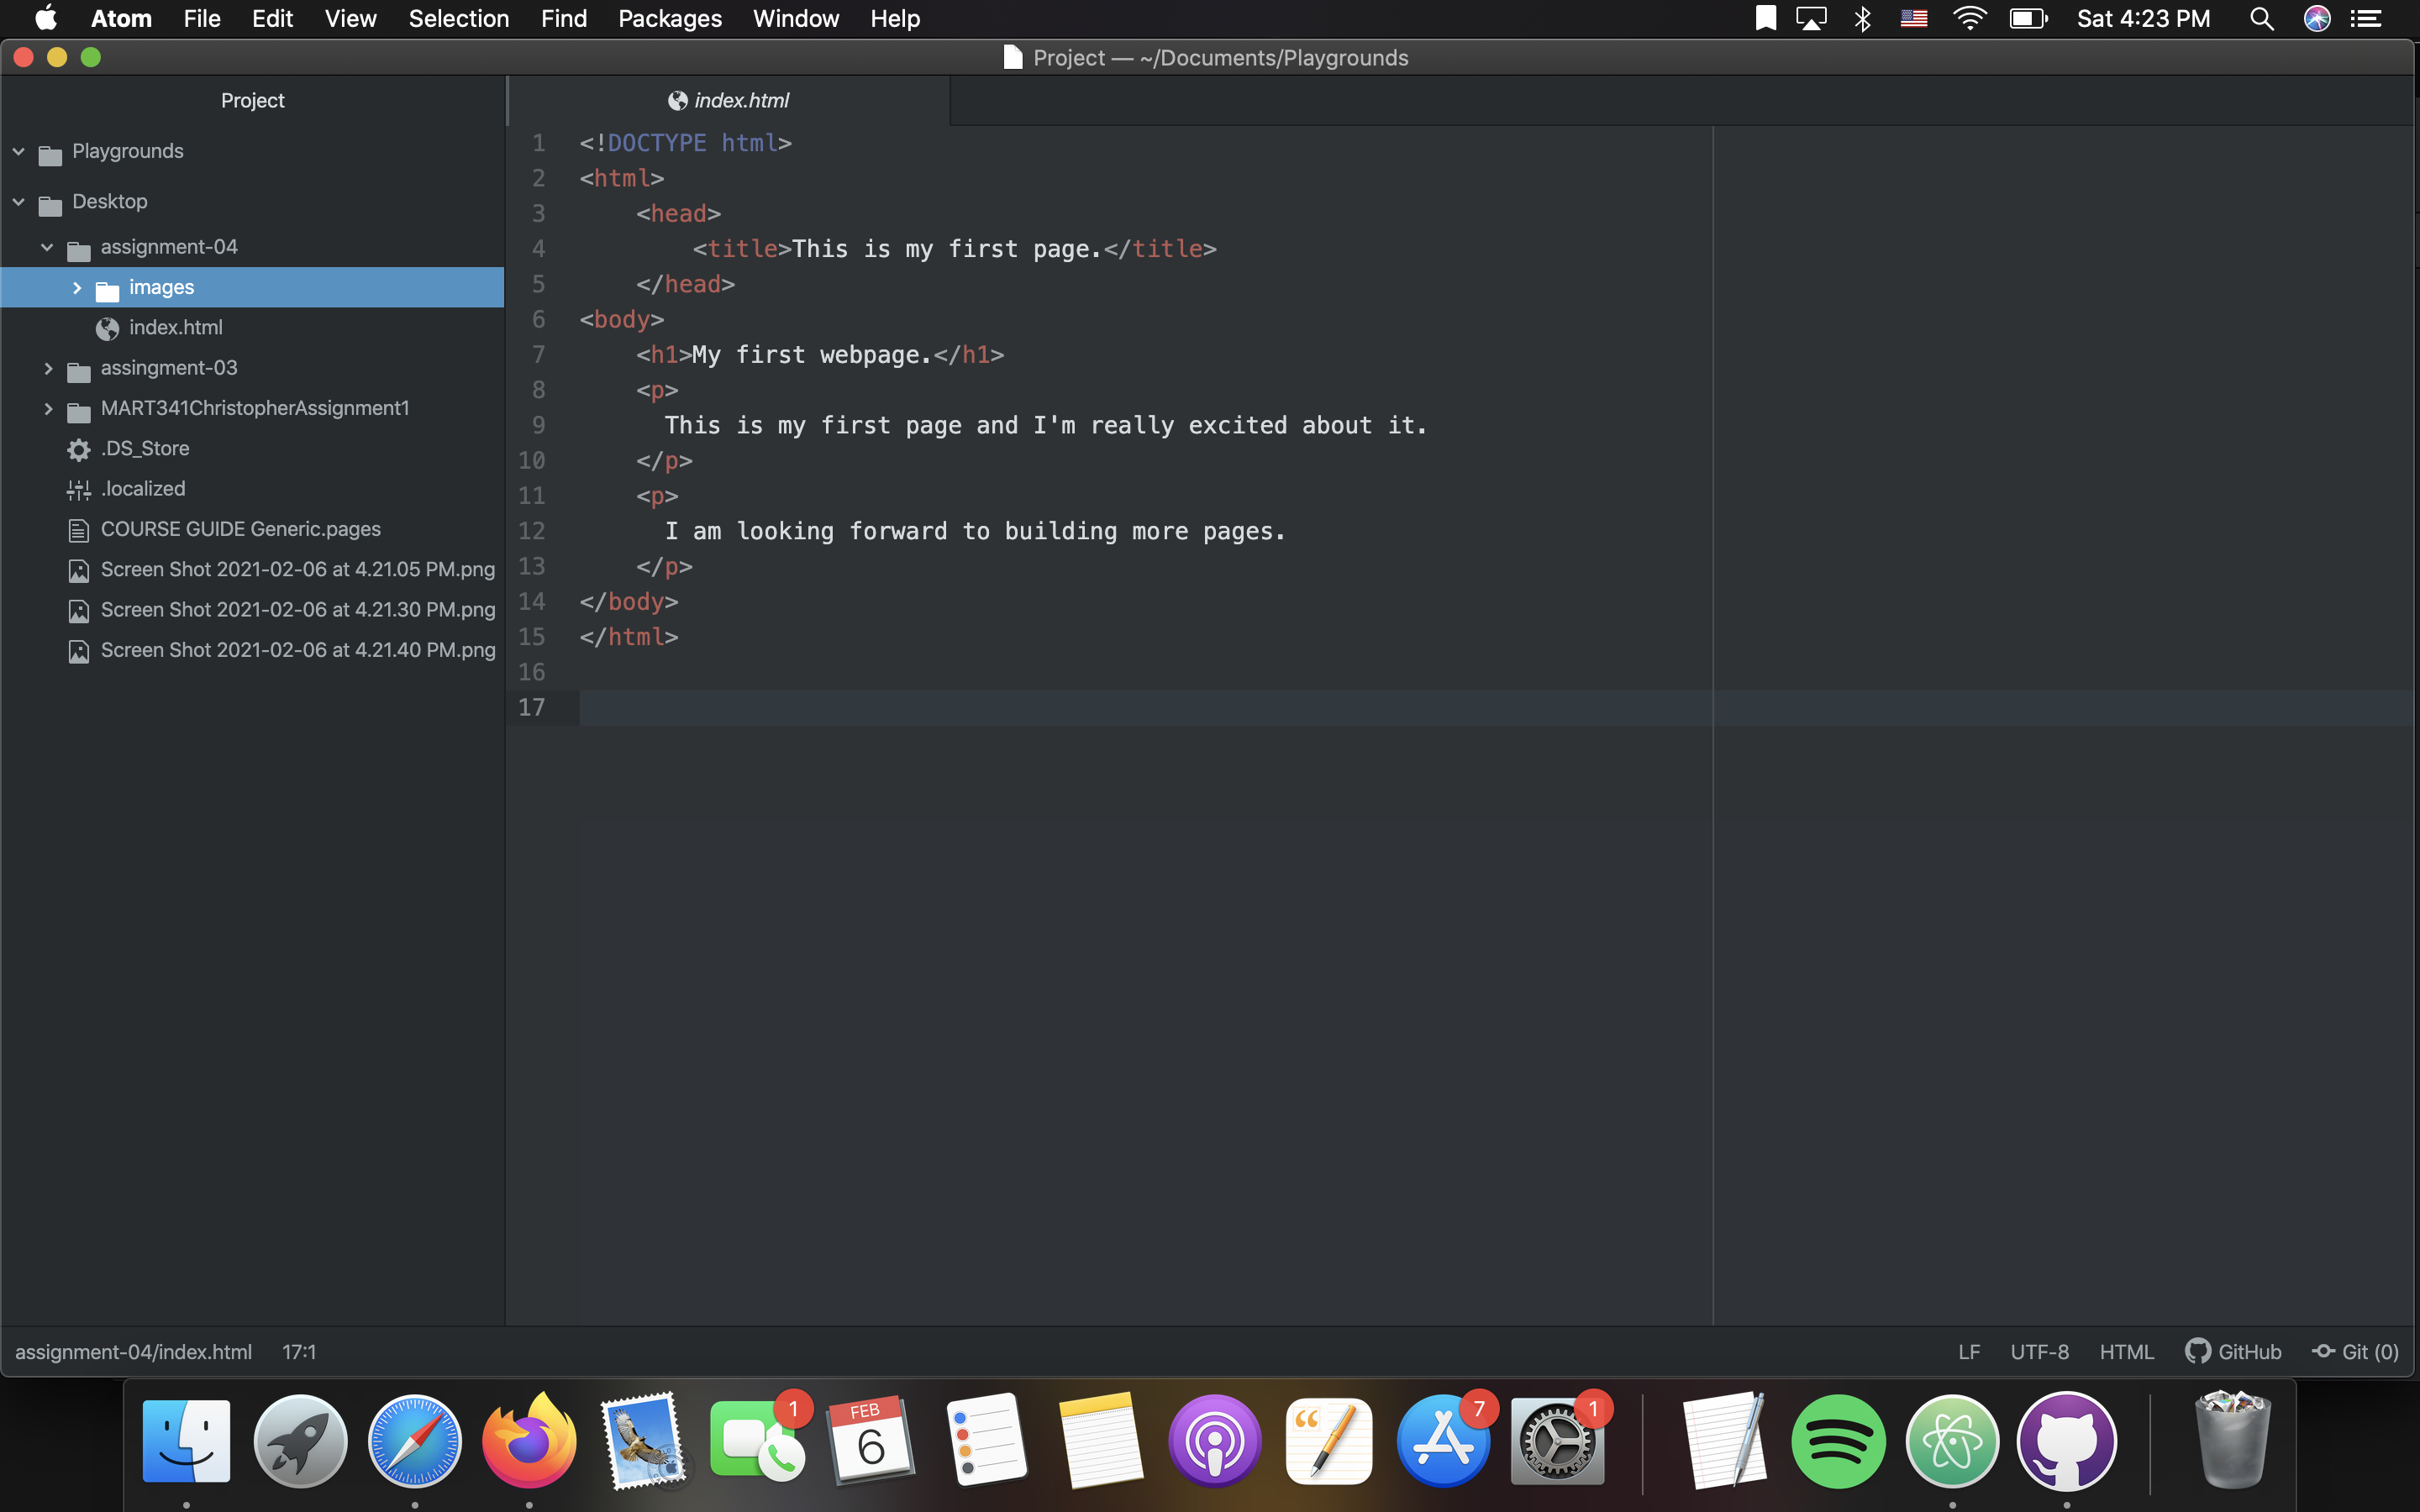 Atom File Edit View Selection Find Packages Window Help Sat 4:23 PM
Project — ~/Documents/Playgrounds
Project
index.html
Playgrounds
Desktop
assignment-04
images
index.html
assingment-03
MART341ChristopherAssignment1
.DS_Store
.localized
COURSE GUIDE Generic.pages
Screen Shot 2021-02-06 at 4.21.05 PM.png
Screen Shot 2021-02-06 at 4.21.30 PM.png
Screen Shot 2021-02-06 at 4.21.40 PM.png
1 <!DOCTYPE html>
2 <html>
3     <head>
4         <title>This is my first page.</title>
5     </head>
6 <body>
7     <h1>My first webpage.</h1>
8     <p>
9       This is my first page and I'm really excited about it.
10     </p>
11     <p>
12       I am looking forward to building more pages.
13     </p>
14 </body>
15 </html>
16
17
assignment-04/index.html 17:1 LF UTF-8 HTML GitHub Git (0)
1 FEB 6 7 1